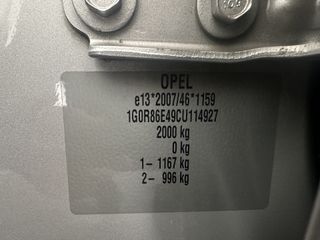 OPEL
e13*2007/46*1159
1G0R86E49CU114927
2000 kg
0 kg
1– 1167 kg
2– 996 kg